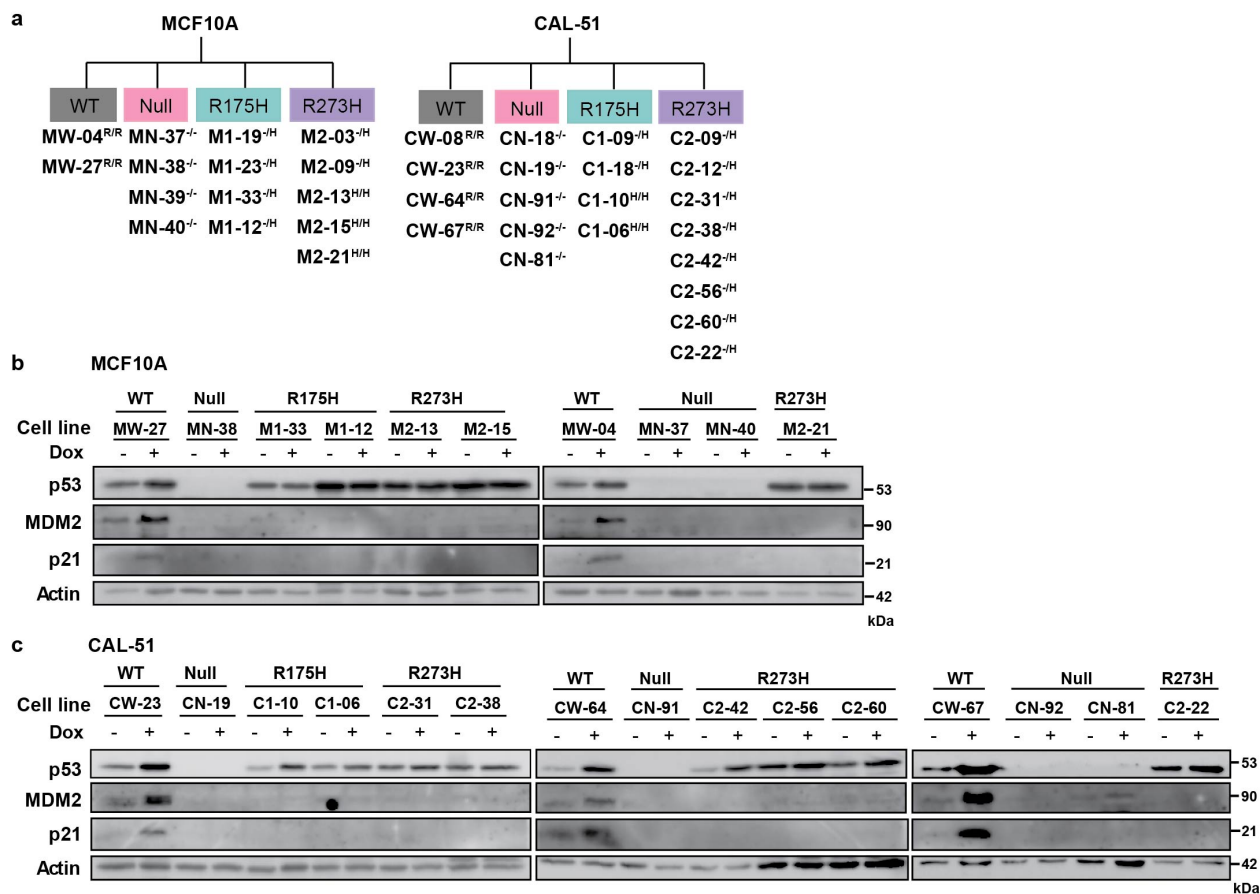 a
MCF10A CAL-51
WT Null R175H R273H WT Null R175H R273H
MW-04R/R MN-37-/- M1-19-/H M2-03-/H CW-08R/R CN-18-/- C1-09-/H C2-09-/H
MW-27R/R MN-38-/- M1-23-/H M2-09-/H CW-23R/R CN-19-/- C1-18-/H C2-12-/H
MN-39-/- M1-33-/H M2-13H/H CW-64R/R CN-91-/- C1-10H/H C2-31-/H
MN-40-/- M1-12-/H M2-15H/H CW-67R/R CN-92-/- C1-06H/H C2-38-/H
M2-21H/H CN-81-/- C2-42-/H
C2-56-/H
C2-60-/H
C2-22-/H
b MCF10A
WT Null R175H R273H WT Null R273H
Cell line MW-27 MN-38 M1-33 M1-12 M2-13 M2-15 MW-04 MN-37 MN-40 M2-21
Dox - + - + - + - + - + - + - + - + - + - +
p53 53
MDM2 90
p21 21
Actin 42
kDa
c CAL-51
WT Null R175H R273H WT Null R273H WT Null R273H
Cell line CW-23 CN-19 C1-10 C1-06 C2-31 C2-38 CW-64 CN-91 C2-42 C2-56 C2-60 CW-67 CN-92 CN-81 C2-22
Dox - + - + - + - + - + - + - + - + - + - + - + - + - + - + - +
p53 53
MDM2 90
p21 21
Actin 42
kDa